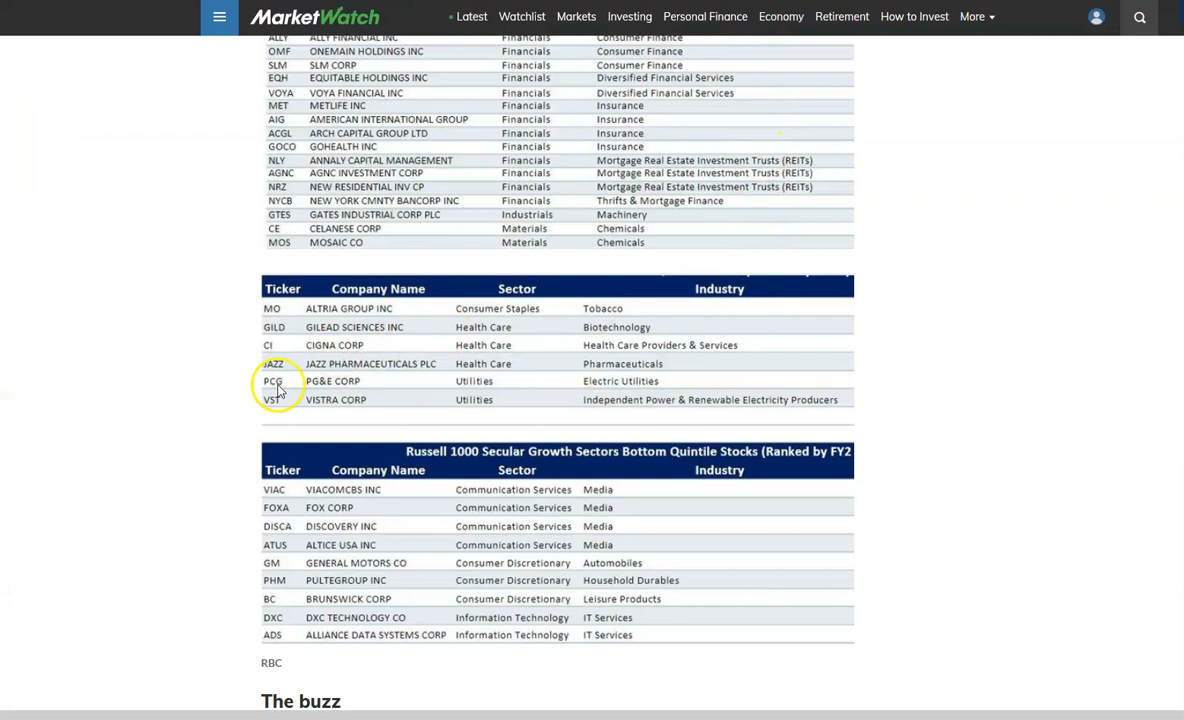 MarketWatch
Latest Watchlist Markets Investing Personal Finance Economy Retirement How to Invest More
ALLY ALLY FINANCIAL INC Financials Consumer Finance
OMF ONEMAIN HOLDINGS INC Financials Consumer Finance
SLM SLM CORP Financials Consumer Finance
EQH EQUITABLE HOLDINGS INC Financials Diversified Financial Services
VOYA VOYA FINANCIAL INC Financials Diversified Financial Services
MET METLIFE INC Financials Insurance
AIG AMERICAN INTERNATIONAL GROUP Financials Insurance
ACGL ARCH CAPITAL GROUP LTD Financials Insurance
GOCO GOHEALTH INC Financials Insurance
NLY ANNALY CAPITAL MANAGEMENT Financials Mortgage Real Estate Investment Trusts (REITs)
AGNC AGNC INVESTMENT CORP Financials Mortgage Real Estate Investment Trusts (REITs)
NRZ NEW RESIDENTIAL INV CP Financials Mortgage Real Estate Investment Trusts (REITs)
NYCB NEW YORK CMNTY BANCORP INC Financials Thrifts & Mortgage Finance
GTES GATES INDUSTRIAL CORP PLC Industrials Machinery
CE CELANESE CORP Materials Chemicals
MOS MOSAIC CO Materials Chemicals
Ticker Company Name Sector Industry
MO ALTRIA GROUP INC Consumer Staples Tobacco
GILD GILEAD SCIENCES INC Health Care Biotechnology
CI CIGNA CORP Health Care Health Care Providers & Services
JAZZ JAZZ PHARMACEUTICALS PLC Health Care Pharmaceuticals
PCG PG&E CORP Utilities Electric Utilities
VST VISTRA CORP Utilities Independent Power & Renewable Electricity Producers
Russell 1000 Secular Growth Sectors Bottom Quintile Stocks (Ranked by FY2
Ticker Company Name Sector Industry
VIAC VIACOMCBS INC Communication Services Media
FOXA FOX CORP Communication Services Media
DISCA DISCOVERY INC Communication Services Media
ATUS ALTICE USA INC Communication Services Media
GM GENERAL MOTORS CO Consumer Discretionary Automobiles
PHM PULTEGROUP INC Consumer Discretionary Household Durables
BC BRUNSWICK CORP Consumer Discretionary Leisure Products
DXC DXC TECHNOLOGY CO Information Technology IT Services
ADS ALLIANCE DATA SYSTEMS CORP Information Technology IT Services
RBC
The buzz